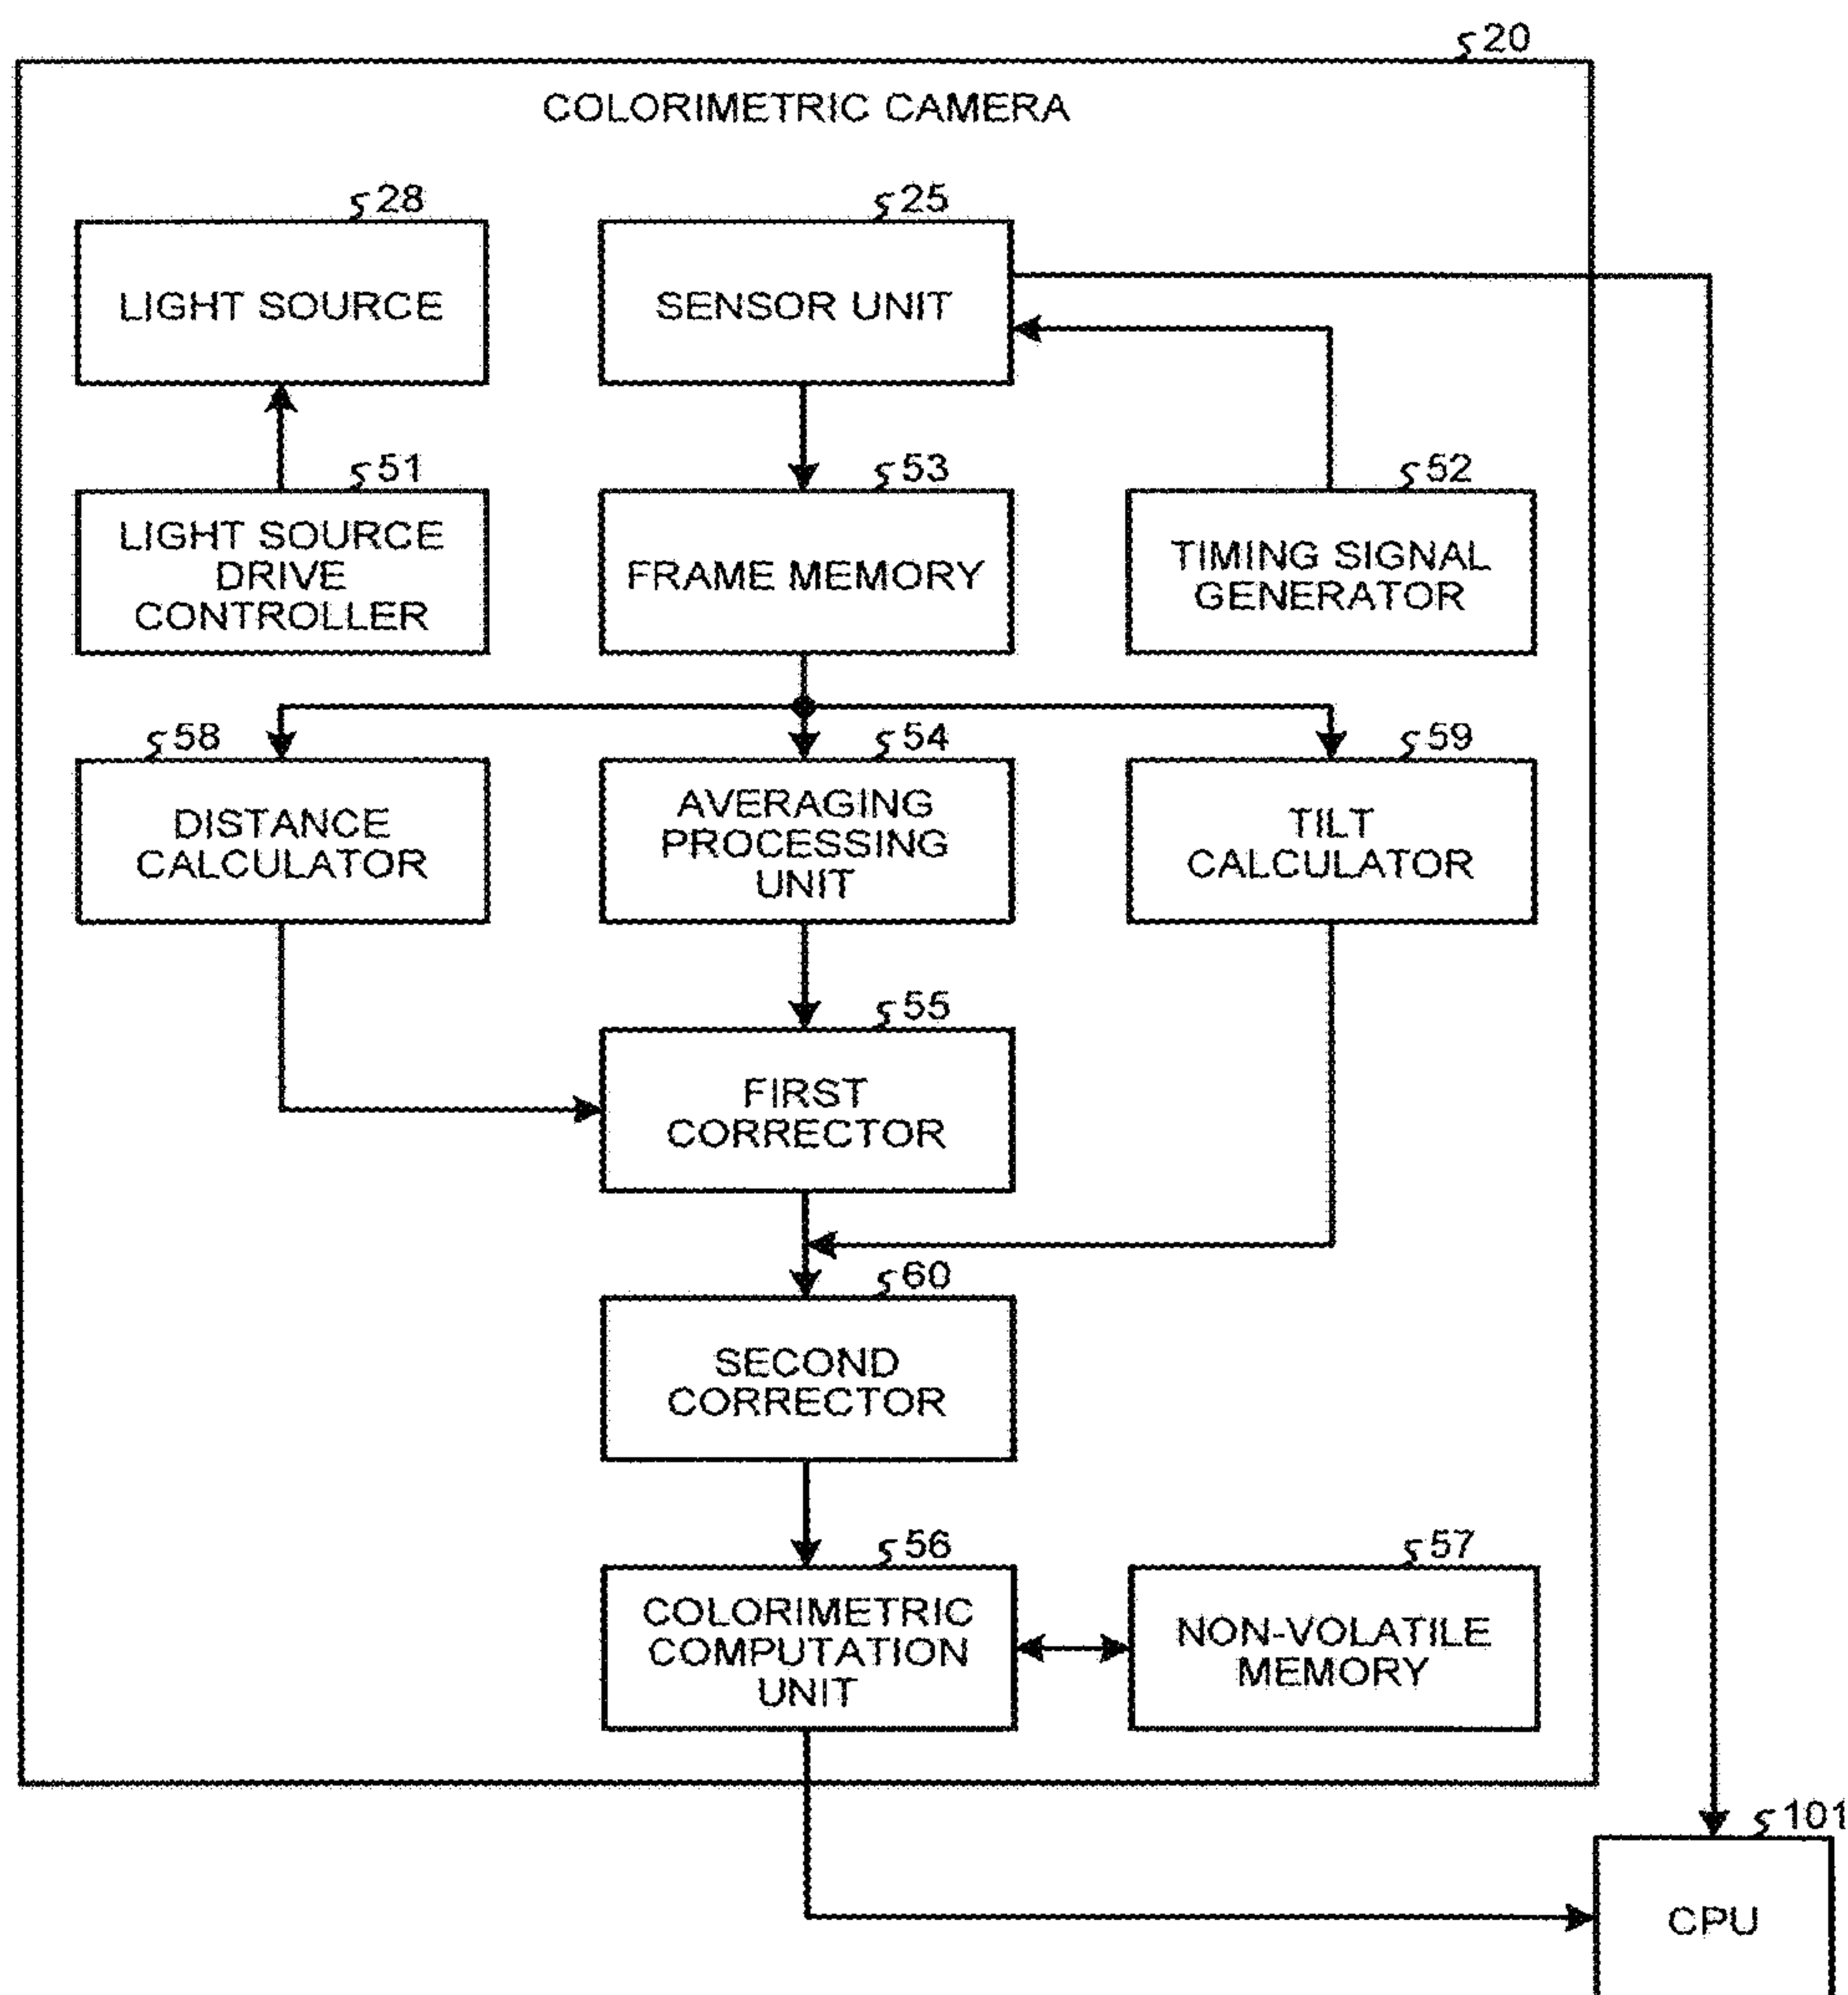 20
COLORIMETRIC CAMERA
28
25
LIGHT SOURCE
SENSOR UNIT
51
53
52
LIGHT SOURCE
DRIVE
CONTROLLER
FRAME MEMORY
TIMING SIGNAL
GENERATOR
58
54
59
DISTANCE
CALCULATOR
AVERAGING
PROCESSING
UNIT
TILT
CALCULATOR
55
FIRST
CORRECTOR
60
SECOND
CORRECTOR
56
57
COLORIMETRIC
COMPUTATION
UNIT
NON-VOLATILE
MEMORY
101
CPU